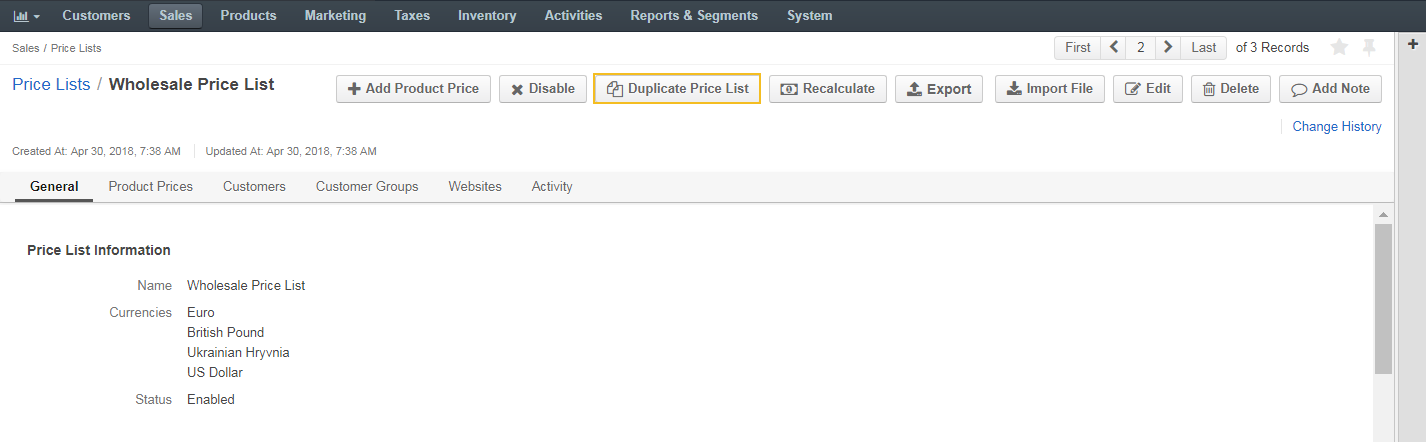 Customers Sales Products Marketing Taxes Inventory Activities Reports & Segments System
Sales / Price Lists First 2 Last of 3 Records
Price Lists / Wholesale Price List Add Product Price Disable Duplicate Price List Recalculate Export Import File Edit Delete Add Note
Change History
Created At: Apr 30, 2018, 7:38 AM Updated At: Apr 30, 2018, 7:38 AM
General Product Prices Customers Customer Groups Websites Activity
Price List Information
Name Wholesale Price List
Currencies Euro
British Pound
Ukrainian Hryvnia
US Dollar
Status Enabled